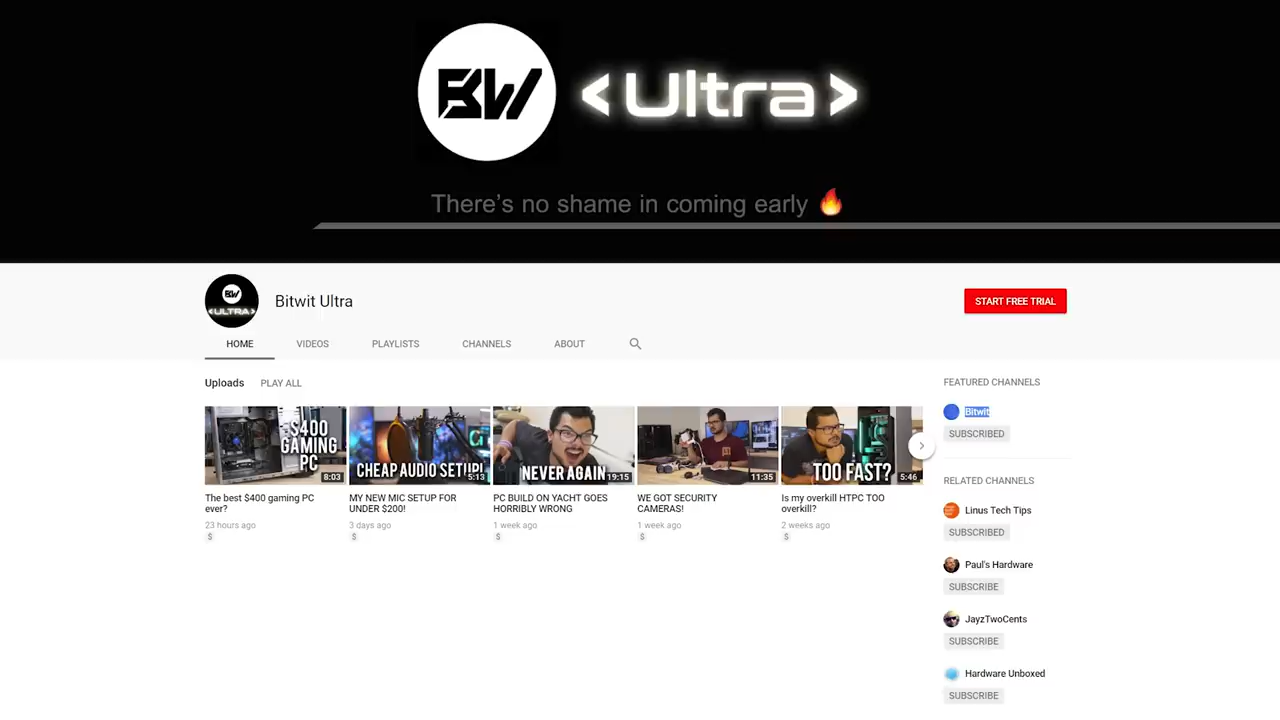 BW <Ultra>
There's no shame in coming early 🔥
BW
<ULTRA>
Bitwit Ultra
START FREE TRIAL
HOME VIDEOS PLAYLISTS CHANNELS ABOUT
Uploads PLAY ALL
$400
GAMING
PC
8:03
CHEAP AUDIO SETUP!
5:13
NEVER AGAIN
19:15
11:35
TOO FAST?
5:46
The best $400 gaming PC
ever?
23 hours ago
$
MY NEW MIC SETUP FOR
UNDER $200!
3 days ago
$
PC BUILD ON YACHT GOES
HORRIBLY WRONG
1 week ago
$
WE GOT SECURITY
CAMERAS!
1 week ago
$
Is my overkill HTPC TOO
overkill?
2 weeks ago
$
FEATURED CHANNELS
Bitwit
SUBSCRIBED
RELATED CHANNELS
Linus Tech Tips
SUBSCRIBED
Paul's Hardware
SUBSCRIBE
JayzTwoCents
SUBSCRIBE
Hardware Unboxed
SUBSCRIBE